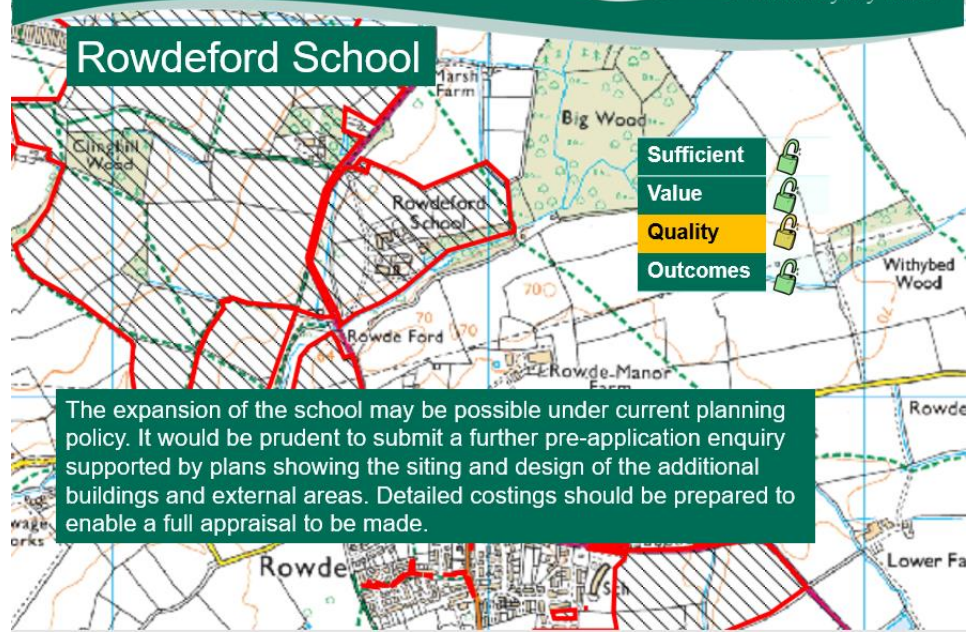 Rowdeford School
Marsh
Farm
Big Wood
Clinghill
Wood
Sufficient
Value
Quality
Outcomes
Rowdeford
School
Withybed
Wood
70
70
70
70
64
Rowde Ford
Rowde Manor
Farm
The expansion of the school may be possible under current planning
policy. It would be prudent to submit a further pre-application enquiry
supported by plans showing the siting and design of the additional
buildings and external areas. Detailed costings should be prepared to
enable a full appraisal to be made.
Rowde
Rowde
Sch
Lower Fa